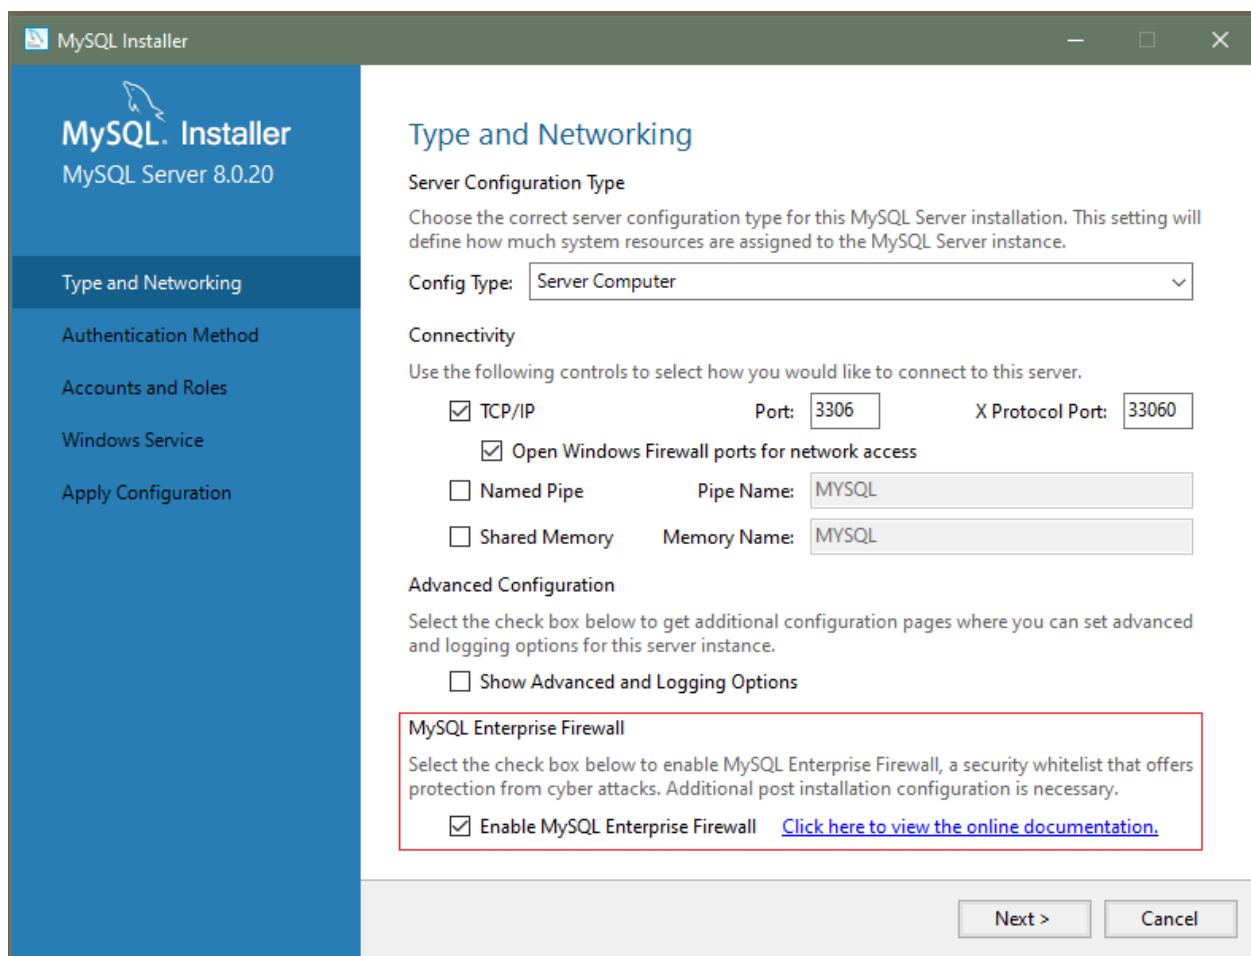 MySQL Installer
MySQL. Installer
MySQL Server 8.0.20
Type and Networking
Authentication Method
Accounts and Roles
Windows Service
Apply Configuration
Type and Networking
Server Configuration Type
Choose the correct server configuration type for this MySQL Server installation. This setting will
define how much system resources are assigned to the MySQL Server instance.
Config Type: Server Computer
Connectivity
Use the following controls to select how you would like to connect to this server.
TCP/IP Port: 3306 X Protocol Port: 33060
Open Windows Firewall ports for network access
Named Pipe Pipe Name: MYSQL
Shared Memory Memory Name: MYSQL
Advanced Configuration
Select the check box below to get additional configuration pages where you can set advanced
and logging options for this server instance.
Show Advanced and Logging Options
MySQL Enterprise Firewall
Select the check box below to enable MySQL Enterprise Firewall, a security whitelist that offers
protection from cyber attacks. Additional post installation configuration is necessary.
Enable MySQL Enterprise Firewall Click here to view the online documentation.
Next > Cancel